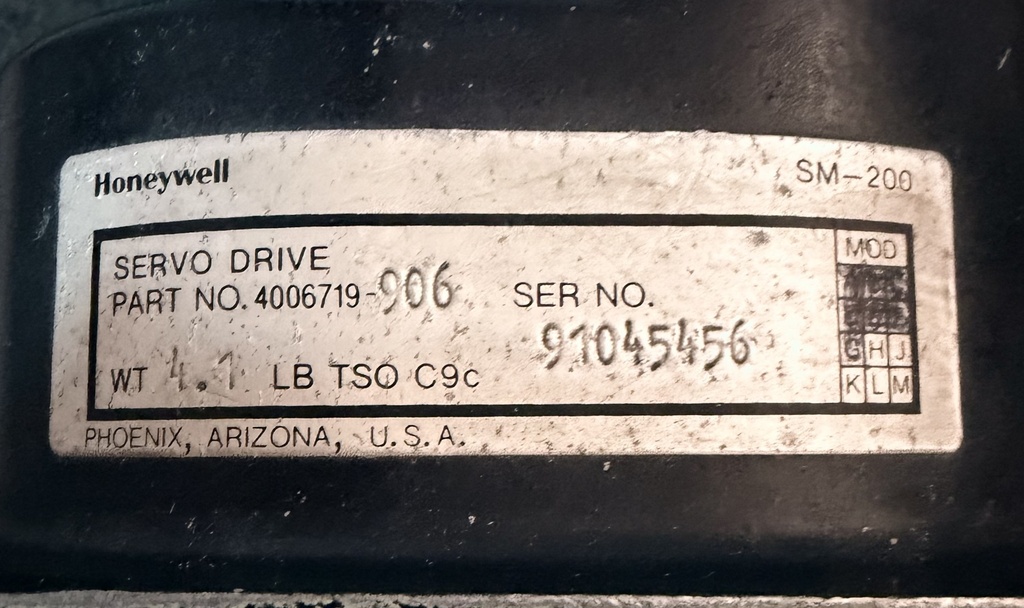 Honeywell
SM-200
SERVO DRIVE
PART NO. 4006719-906
SER NO.
91045456
WT 4.1 LB TSO C9c
MOD
G H J
K L M
PHOENIX, ARIZONA, U.S.A.